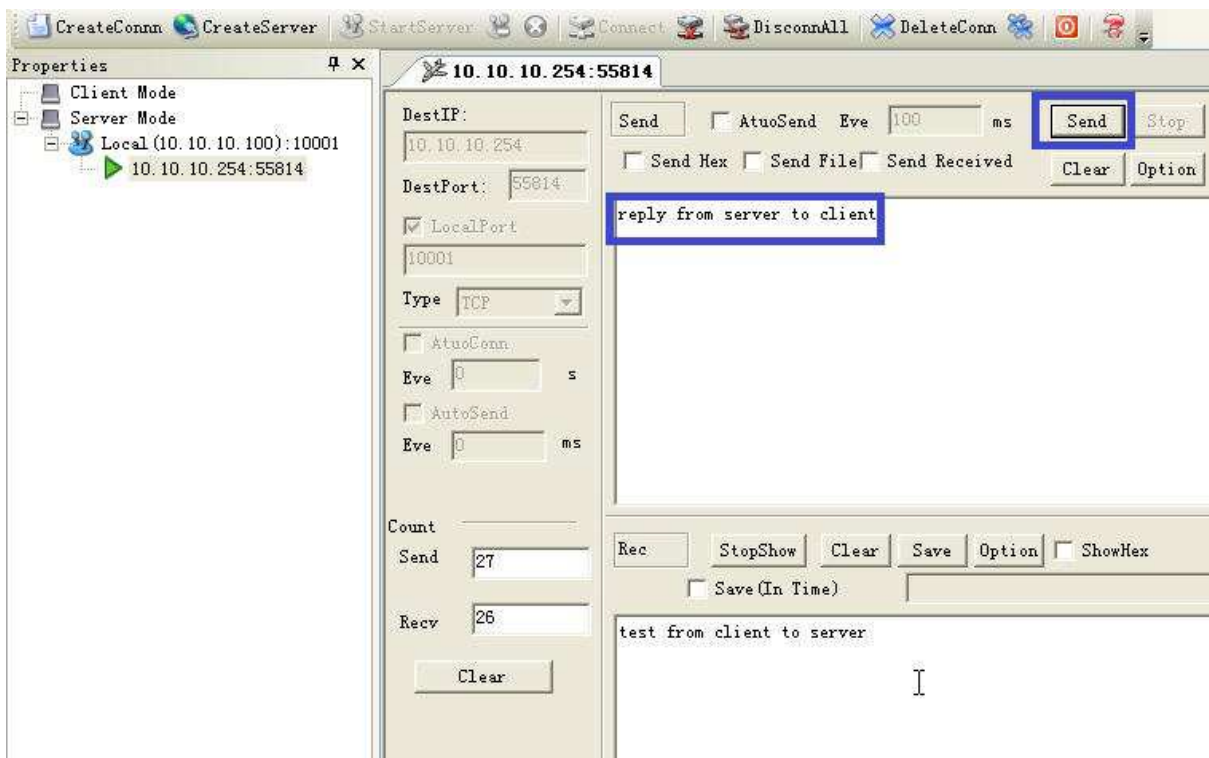 CreateConnn CreateServer StartServer Connect DisconnAll DeleteConn
Properties
Client Mode
Server Mode
Local(10.10.10.100):10001
10.10.10.254:55814
10.10.10.254:55814
DestIP:
10.10.10.254
DestPort: 55814
LocalPort
10001
Type TCP
AtuoConn
Eve 0 s
AutoSend
Eve 0 ms
Count
Send 27
Recv 26
Clear
Send AtuoSend Eve 100 ms Send Stop
Send Hex Send File Send Received Clear Option
reply from server to client
Rec StopShow Clear Save Option ShowHex
Save(In Time)
test from client to server